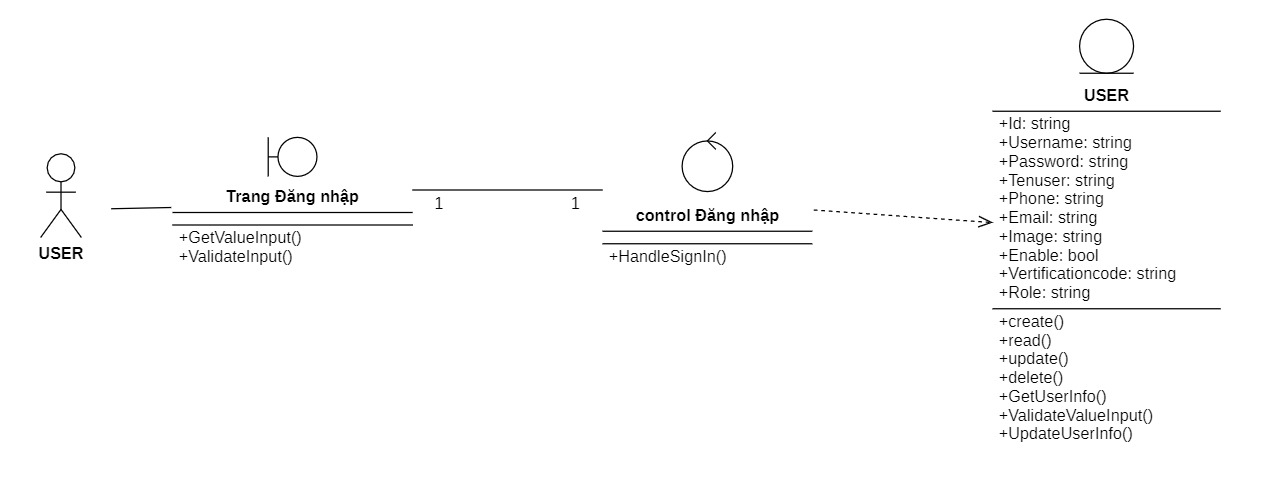 USER
Trang Đăng nhập
+GetValueInput()
+ValidateInput()
1
1
control Đăng nhập
+HandleSignIn()
USER
+Id: string
+Username: string
+Password: string
+Tenuser: string
+Phone: string
+Email: string
+Image: string
+Enable: bool
+Vertificationcode: string
+Role: string
+create()
+read()
+update()
+delete()
+GetUserInfo()
+ValidateValueInput()
+UpdateUserInfo()